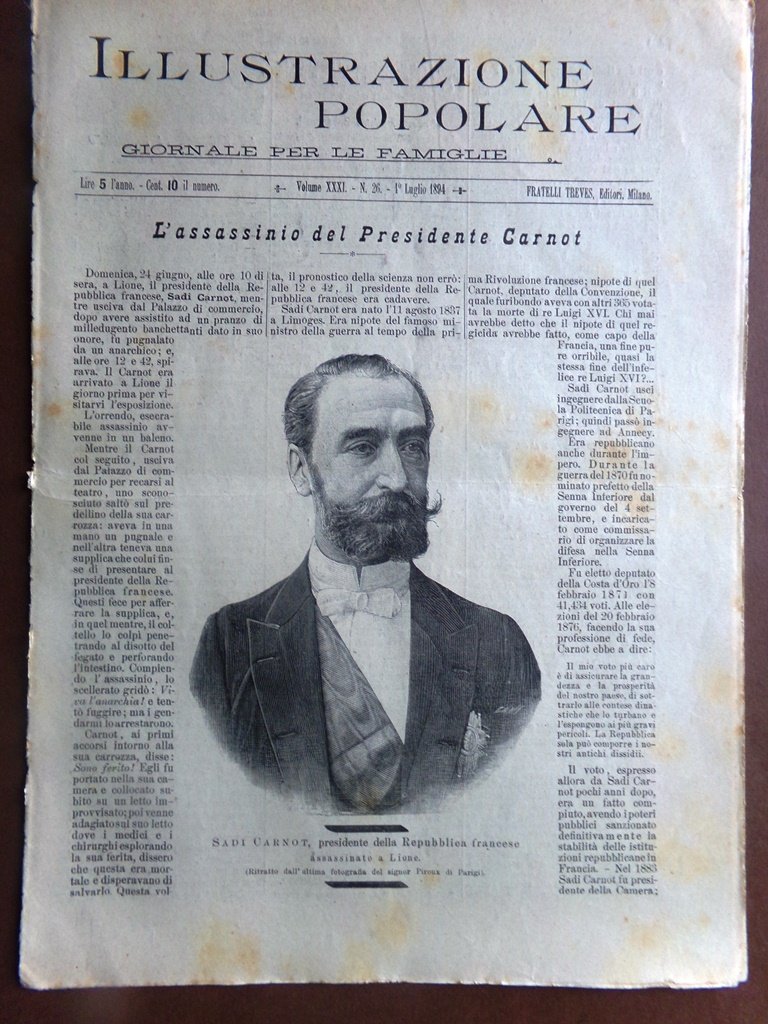 ILLUSTRAZIONE
POPOLARE
GIORNALE PER LE FAMIGLIE
Lire 5 l'anno. - Cent. 10 il numero.
Volume XXXI. - N. 26. - 1º Luglio 1894
FRATELLI TREVES, Editori, Milano.
L'assassinio del Presidente Carnot
Domenica, 24 giugno, alle ore 10 di
sera, a Lione, il presidente della Re-
pubblica francese, Sadi Carnot, men-
tre usciva dal Palazzo di commercio,
dopo avere assistito ad un pranzo di
milledugento banchettanti dato in suo
onore, fu pugnalato
da un anarchico; e,
alle ore 12 e 42, spi-
rava. Il Carnot era
arrivato a Lione il
giorno prima per vi-
sitarvi l'esposizione.
L'orrendo, esecra-
bile assassinio av-
venne in un baleno.
Mentre il Carnot
col seguito, usciva
dal Palazzo di com-
mercio per recarsi al
teatro, uno scono-
sciuto saltò sul pre-
dellino della sua car-
rozza: aveva in una
mano un pugnale e
nell'altra teneva una
supplica che colui fin-
se di presentare al
presidente della Re-
pubblica francese.
Questi fece per affer-
rare la supplica, e,
in quel mentre, il col-
tello lo colpì pene-
trando al disotto del
fegato e perforando
l'intestino. Compiendo
l'assassinio, lo
scellerato gridò: Vi-
va l'anarchia! e ten-
tò fuggire; ma i gen-
darmi lo arrestarono.
Carnot, ai primi
accorsi intorno alla
sua carrozza, disse:
Sono ferito! Egli fu
portato nella sua ca-
mera e collocato su-
bito su un letto im-
provvisato; poi venne
adagiato sul suo letto
dove i medici e i
chirurghi esplorando
la sua ferita, dissero
che questa era mor-
tale e disperavano di
salvarlo. Questa vol-
ta, il pronostico della scienza non errò:
alle 12 e 42, il presidente della Re-
pubblica francese era cadavere.
Sadi Carnot era nato l'11 agosto 1837
a Limoges. Era nipote del famoso mi-
nistro della guerra al tempo della pri-
ma Rivoluzione francese; nipote di quel
Carnot, deputato della Convenzione, il
quale furibondo aveva con altri 365 vota-
ta la morte di re Luigi XVI. Chi mai
avrebbe detto che il nipote di quel re-
gicida avrebbe fatto, come capo della
Francia, una fine pu-
re orribile, quasi la
stessa fine dell'infe-
lice re Luigi XVI?...
Sadi Carnot uscì
ingegnere dalla Scuo-
la Politecnica di Pa-
rigi; quindi passò in-
gegnere ad Annecy.
Era repubblicano
anche durante l'im-
pero. Durante la
guerra del 1870 fu no-
minato prefetto della
Senna Inferiore dal
governo del 4 set-
tembre, e incarica-
to come commissa-
rio di organizzare la
difesa nella Senna
Inferiore.
Fu eletto deputato
della Costa d'Oro l'8
febbraio 1871 con
41,434 voti. Alle ele-
zioni del 20 febbraio
1876, facendo la sua
professione di fede,
Carnot ebbe a dire:
Il mio voto più caro
è di assicurare la gran-
dezza e la prosperità
del nostro paese, di sot-
trarlo alle contese dina-
stiche che lo turbano e
l'espongono ai più gravi
pericoli. La Repubblica
sola può comporre i no-
stri antichi dissidii.
Il voto, espresso
allora da Sadi Car-
not pochi anni dopo,
era un fatto com-
piuto, avendo i poteri
pubblici sanzionato
definitivamente la
stabilità delle istitu-
zioni repubblicane in
Francia. - Nel 1883
Sadi Carnot fu presi-
dente della Camera;
SADI CARNOT, presidente della Repubblica francese
assassinato a Lione.
(Ritratto dall'ultima fotografia del signor Piroux di Parigi).